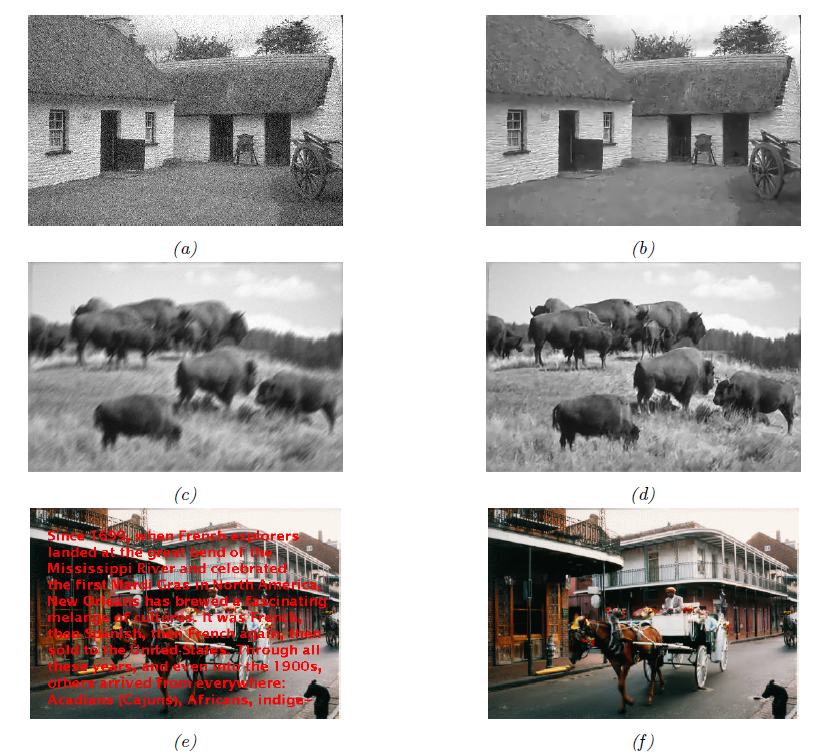 (a)
(b)
(c)
(d)
Since 1699, when French explorers
landed at the great bend of the
Mississippi River and celebrated
the first Mardi Gras in North America,
New Orleans has brewed a fascinating
melange of cultures. It was French,
then Spanish, then French again, then
sold to the United States. Through all
these years, and even into the 1900s,
others arrived from everywhere:
Acadians (Cajuns), Africans, indige-
(e)
(f)